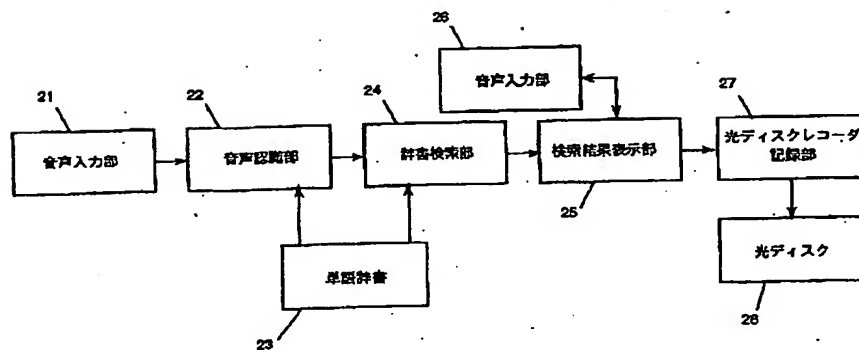 26
音声入力部
21
22
24
27
音声入力部
音声認識部
辞書検索部
検索結果表示部
光ディスクレコーダ
記録部
25
単語辞書
光ディスク
23
28